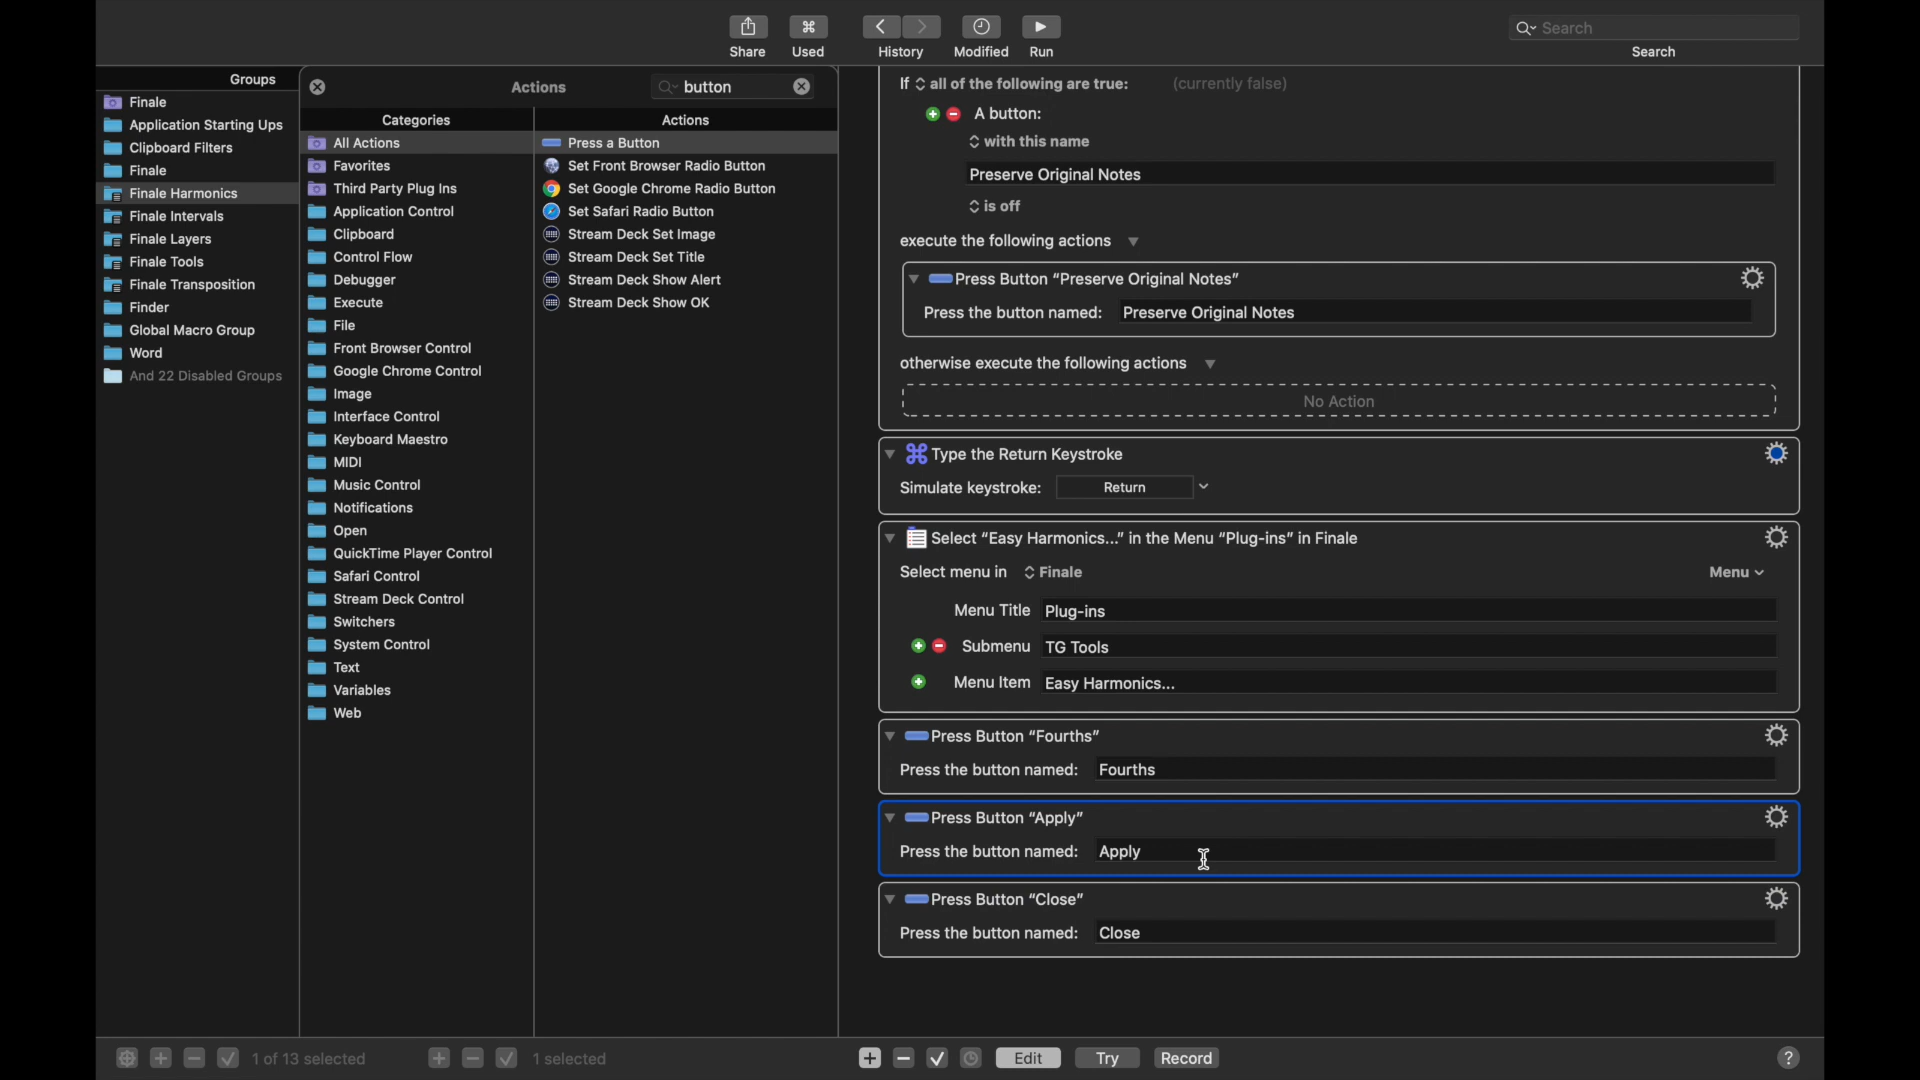 Share
Used
History
Modified
Run
Search
Search
Groups
Finale
Application Starting Ups
Clipboard Filters
Finale
Finale Harmonics
Finale Intervals
Finale Layers
Finale Tools
Finale Transposition
Finder
Global Macro Group
Word
And 22 Disabled Groups
Actions
button
Categories
All Actions
Favorites
Third Party Plug Ins
Application Control
Clipboard
Control Flow
Debugger
Execute
File
Front Browser Control
Google Chrome Control
Image
Interface Control
Keyboard Maestro
MIDI
Music Control
Notifications
Open
QuickTime Player Control
Safari Control
Stream Deck Control
Switchers
System Control
Text
Variables
Web
Actions
Press a Button
Set Front Browser Radio Button
Set Google Chrome Radio Button
Set Safari Radio Button
Stream Deck Set Image
Stream Deck Set Title
Stream Deck Show Alert
Stream Deck Show OK
If all of the following are true: (currently false)
A button:
with this name
Preserve Original Notes
is off
execute the following actions
Press Button “Preserve Original Notes”
Press the button named: Preserve Original Notes
otherwise execute the following actions
No Action
Type the Return Keystroke
Simulate keystroke: Return
Select “Easy Harmonics...” in the Menu “Plug-ins” in Finale
Select menu in Finale Menu
Menu Title Plug-ins
Submenu TG Tools
Menu Item Easy Harmonics...
Press Button “Fourths”
Press the button named: Fourths
Press Button “Apply”
Press the button named: Apply
Press Button “Close”
Press the button named: Close
1 of 13 selected
1 selected
Edit
Try
Record
?